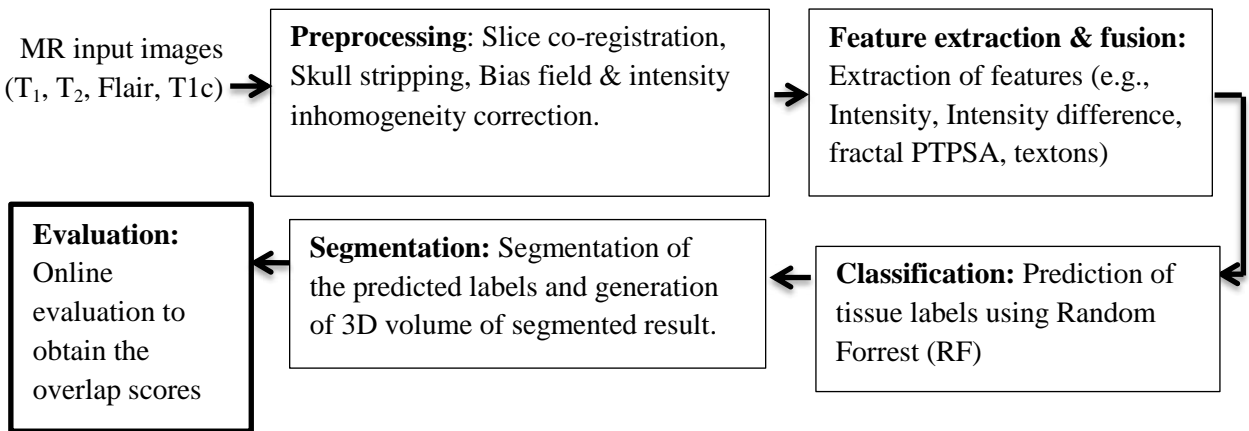 MR input images
(T₁, T₂, Flair, T1c)
Preprocessing: Slice co-registration,
Skull stripping, Bias field & intensity
inhomogeneity correction.
Feature extraction & fusion:
Extraction of features (e.g.,
Intensity, Intensity difference,
fractal PTPSA, textons)
Classification: Prediction of
tissue labels using Random
Forrest (RF)
Segmentation: Segmentation of
the predicted labels and generation
of 3D volume of segmented result.
Evaluation:
Online
evaluation to
obtain the
overlap scores